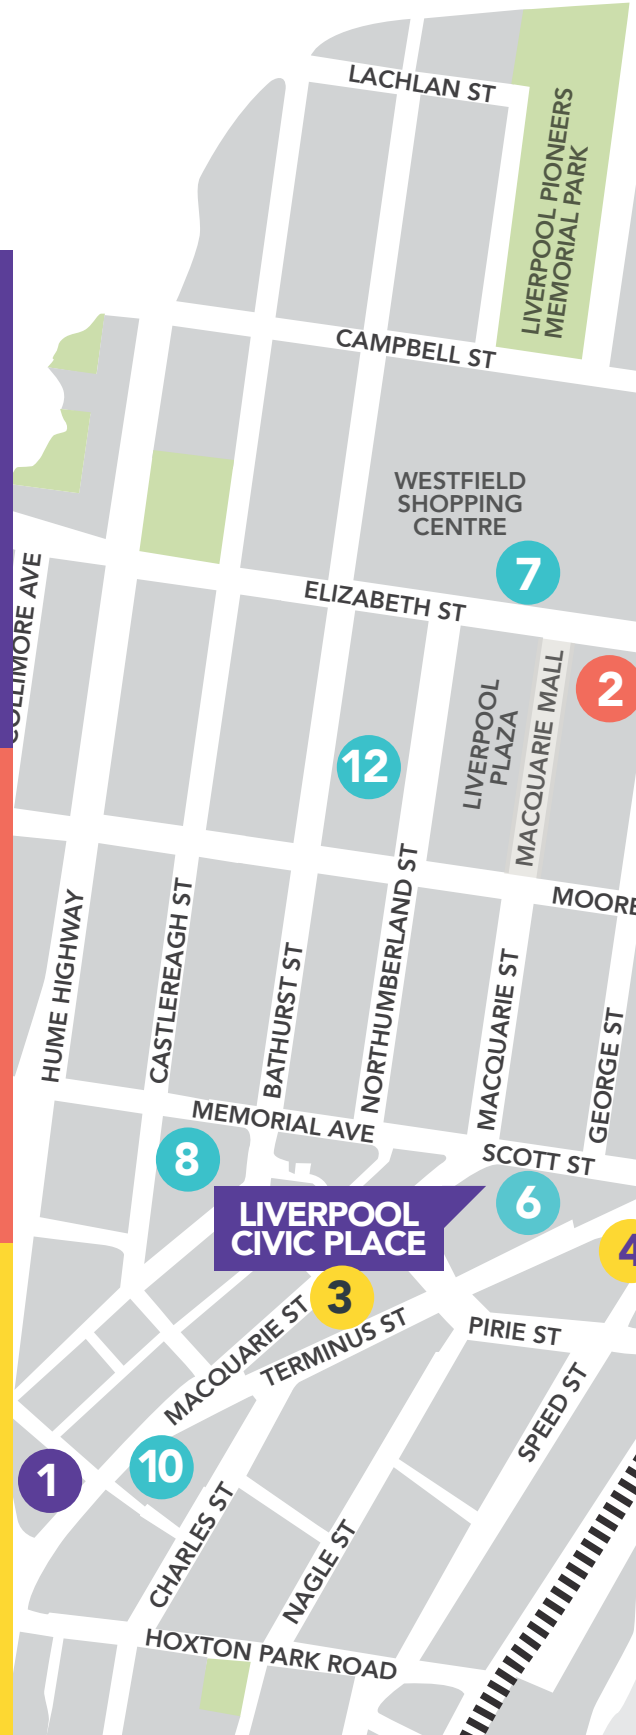 LACHLAN ST
LIVERPOOL PIONEERS
MEMORIAL PARK
CAMPBELL ST
WESTFIELD
SHOPPING
CENTRE
7
COLLIMORE AVE
ELIZABETH ST
2
LIVERPOOL
PLAZA
MACQUARIE MALL
12
MOORE
HUME HIGHWAY
CASTLEREAGH ST
BATHURST ST
NORTHUMBERLAND ST
MACQUARIE ST
GEORGE ST
MEMORIAL AVE
8
SCOTT ST
6
LIVERPOOL
CIVIC PLACE
4
3
MACQUARIE ST
TERMINUS ST
PIRIE ST
SPEED ST
1
10
CHARLES ST
NAGLE ST
HOXTON PARK ROAD